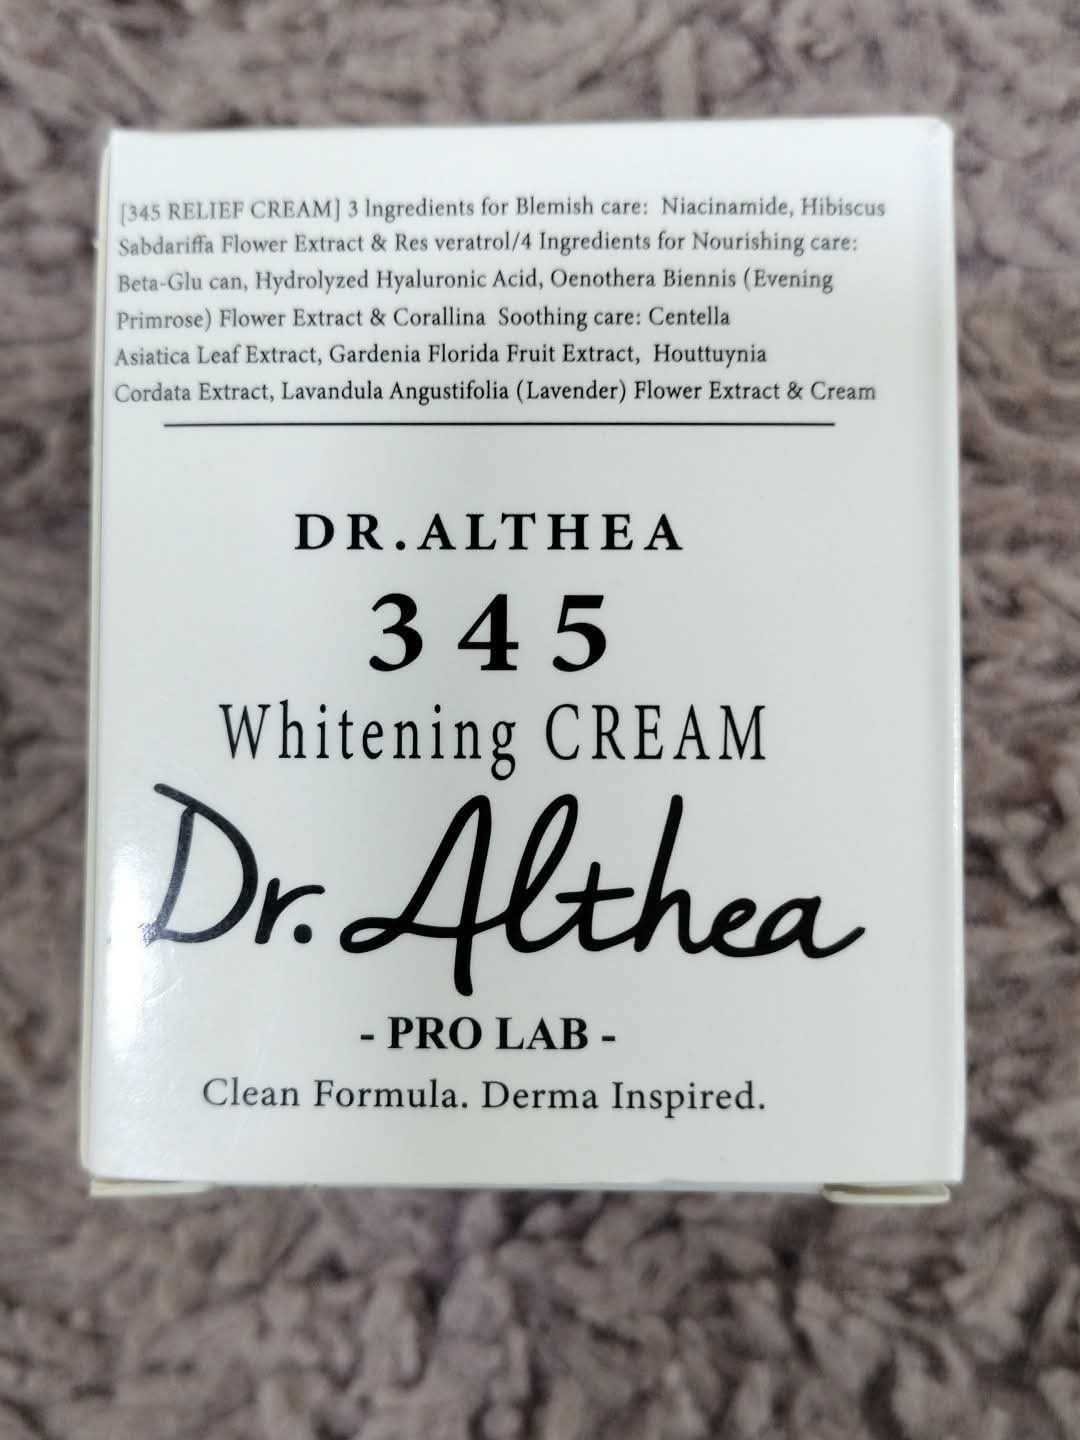 [345 RELIEF CREAM] 3 Ingredients for Blemish care: Niacinamide, Hibiscus
Sabdariffa Flower Extract & Res veratrol/4 Ingredients for Nourishing care:
Beta-Glu can, Hydrolyzed Hyaluronic Acid, Oenothera Biennis (Evening
Primrose) Flower Extract & Corallina Soothing care: Centella
Asiatica Leaf Extract, Gardenia Florida Fruit Extract, Houttuynia
Cordata Extract, Lavandula Angustifolia (Lavender) Flower Extract & Cream
DR.ALTHEA
345
Whitening CREAM
Dr. Althea
- PRO LAB -
Clean Formula. Derma Inspired.